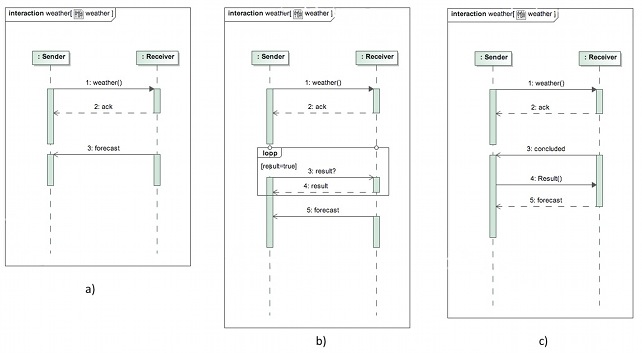 interaction weather[ weather ]
: Sender : Receiver
1: weather()
2: ack
3: forecast
a)
interaction weather[ weather ]
: Sender : Receiver
1: weather()
2: ack
loop
[result=true]
3: result?
4: result
5: forecast
b)
interaction weather[ weather ]
: Sender : Receiver
1: weather()
2: ack
3: concluded
4: Result()
5: forecast
c)